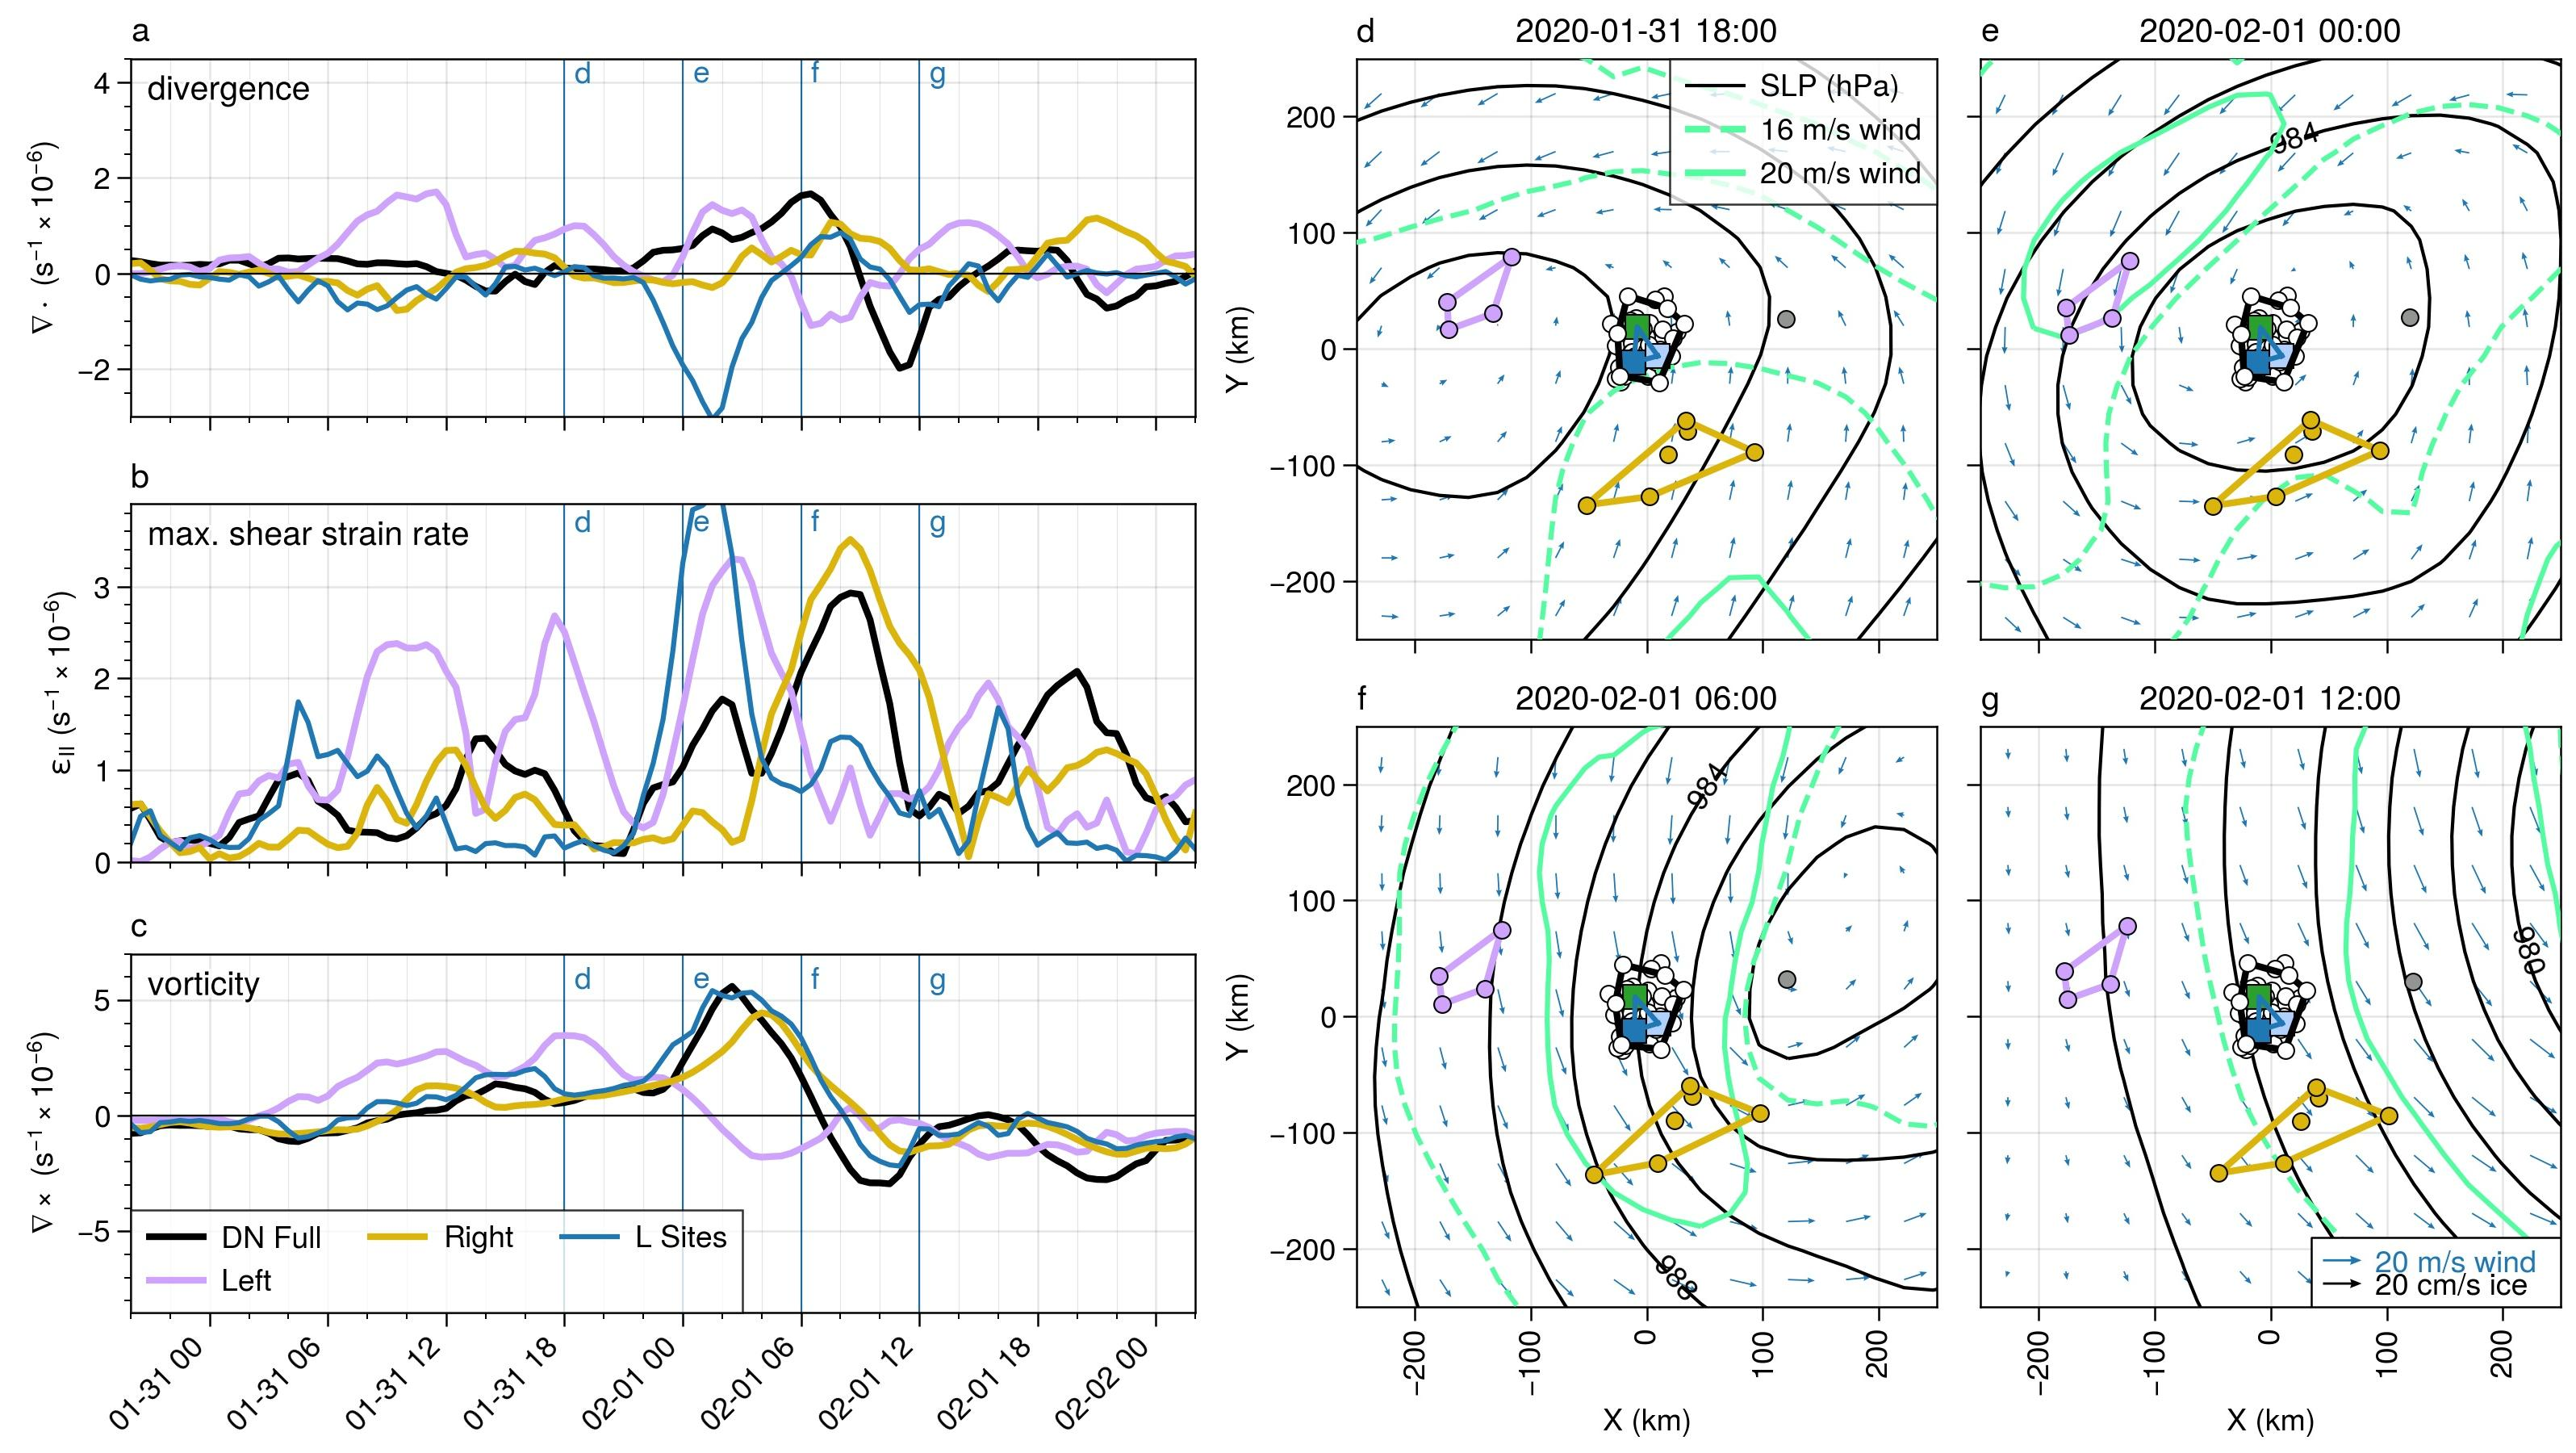 a
divergence
d
e
f
g
4
2
0
−2
∇· (s⁻¹ × 10⁻⁶)
b
max. shear strain rate
d
e
f
g
3
2
1
0
ε_II (s⁻¹ × 10⁻⁶)
c
vorticity
d
e
f
g
5
0
−5
∇× (s⁻¹ × 10⁻⁶)
DN Full
Right
L Sites
Left
01-31 00
01-31 06
01-31 12
01-31 18
02-01 00
02-01 06
02-01 12
02-01 18
02-02 00
d
2020-01-31 18:00
SLP (hPa)
16 m/s wind
20 m/s wind
200
100
0
−100
−200
Y (km)
e
2020-02-01 00:00
984
f
2020-02-01 06:00
984
988
200
100
0
−100
−200
Y (km)
−200
−100
0
100
200
X (km)
g
2020-02-01 12:00
980
20 m/s wind
20 cm/s ice
−200
−100
0
100
200
X (km)